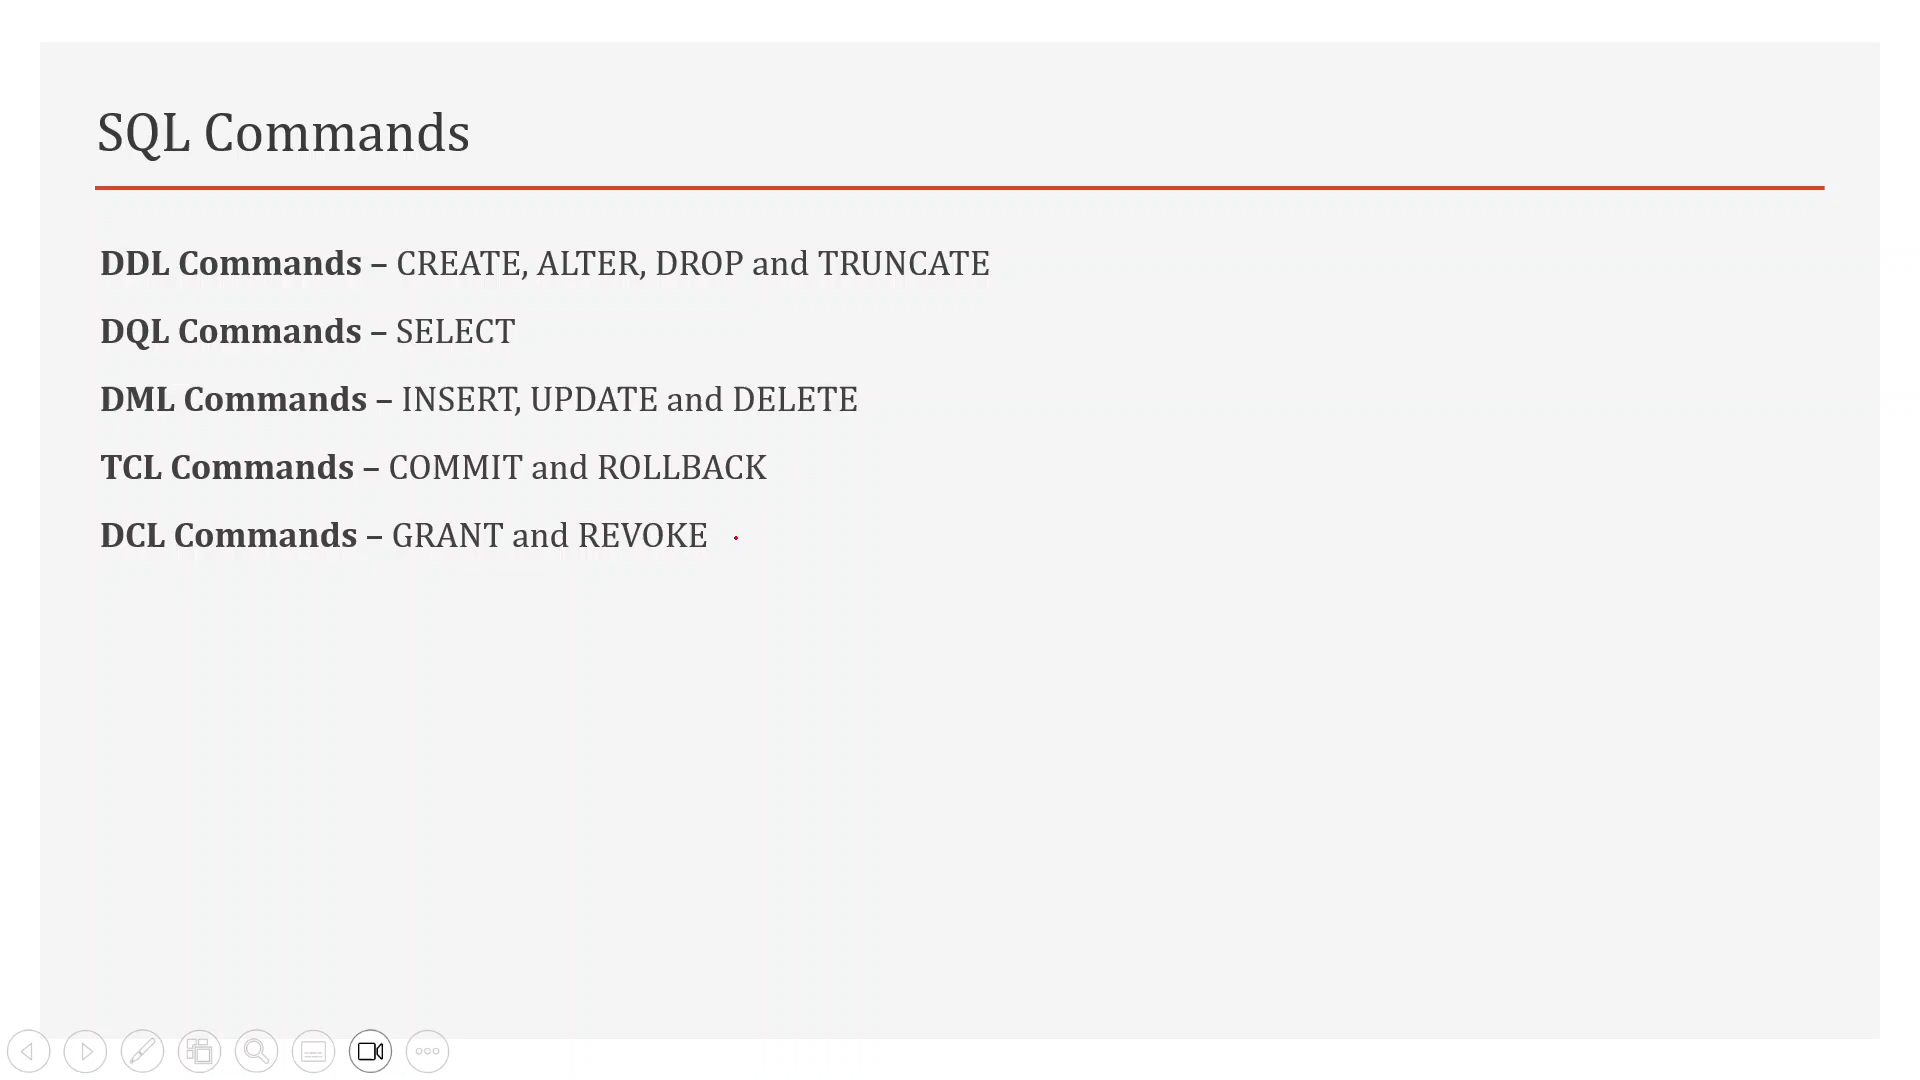 SQL Commands
DDL Commands – CREATE, ALTER, DROP and TRUNCATE
DQL Commands – SELECT
DML Commands – INSERT, UPDATE and DELETE
TCL Commands – COMMIT and ROLLBACK
DCL Commands – GRANT and REVOKE